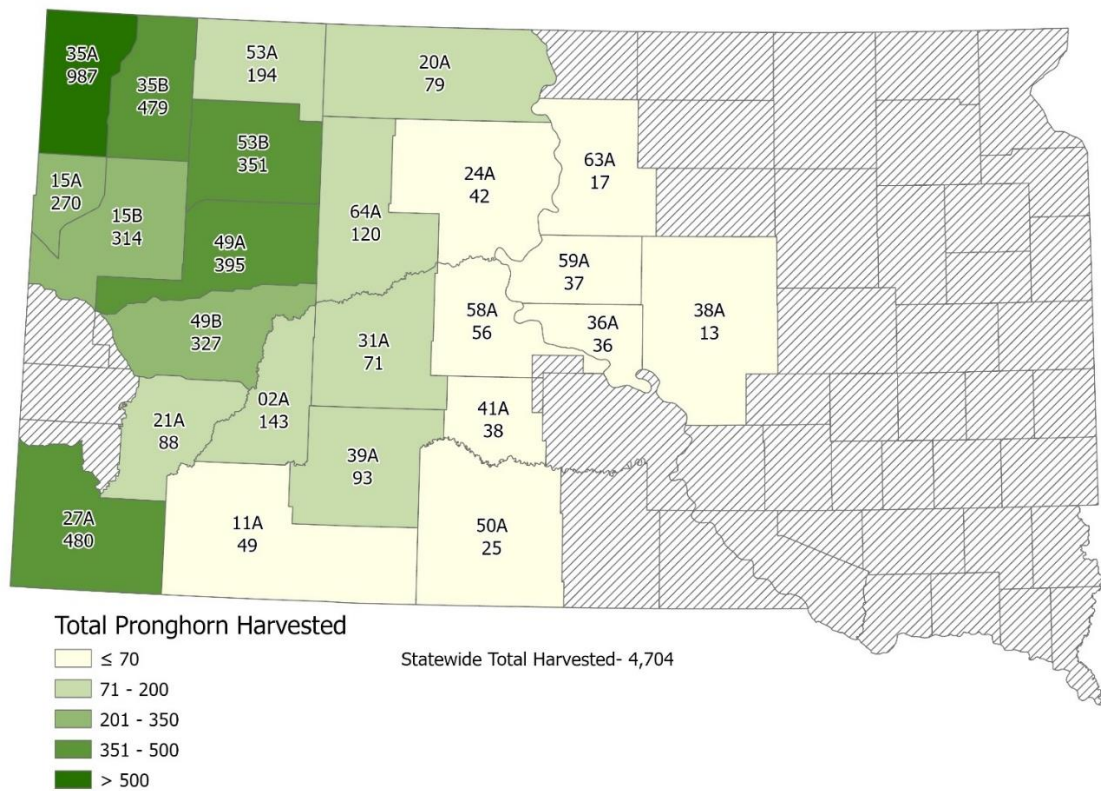 35A
987
35B
479
53A
194
20A
79
53B
351
15A
270
15B
314
49A
395
64A
120
24A
42
63A
17
59A
37
38A
13
58A
56
36A
36
49B
327
31A
71
21A
88
02A
143
41A
38
39A
93
27A
480
11A
49
50A
25
Total Pronghorn Harvested
≤ 70
71 - 200
201 - 350
351 - 500
> 500
Statewide Total Harvested- 4,704